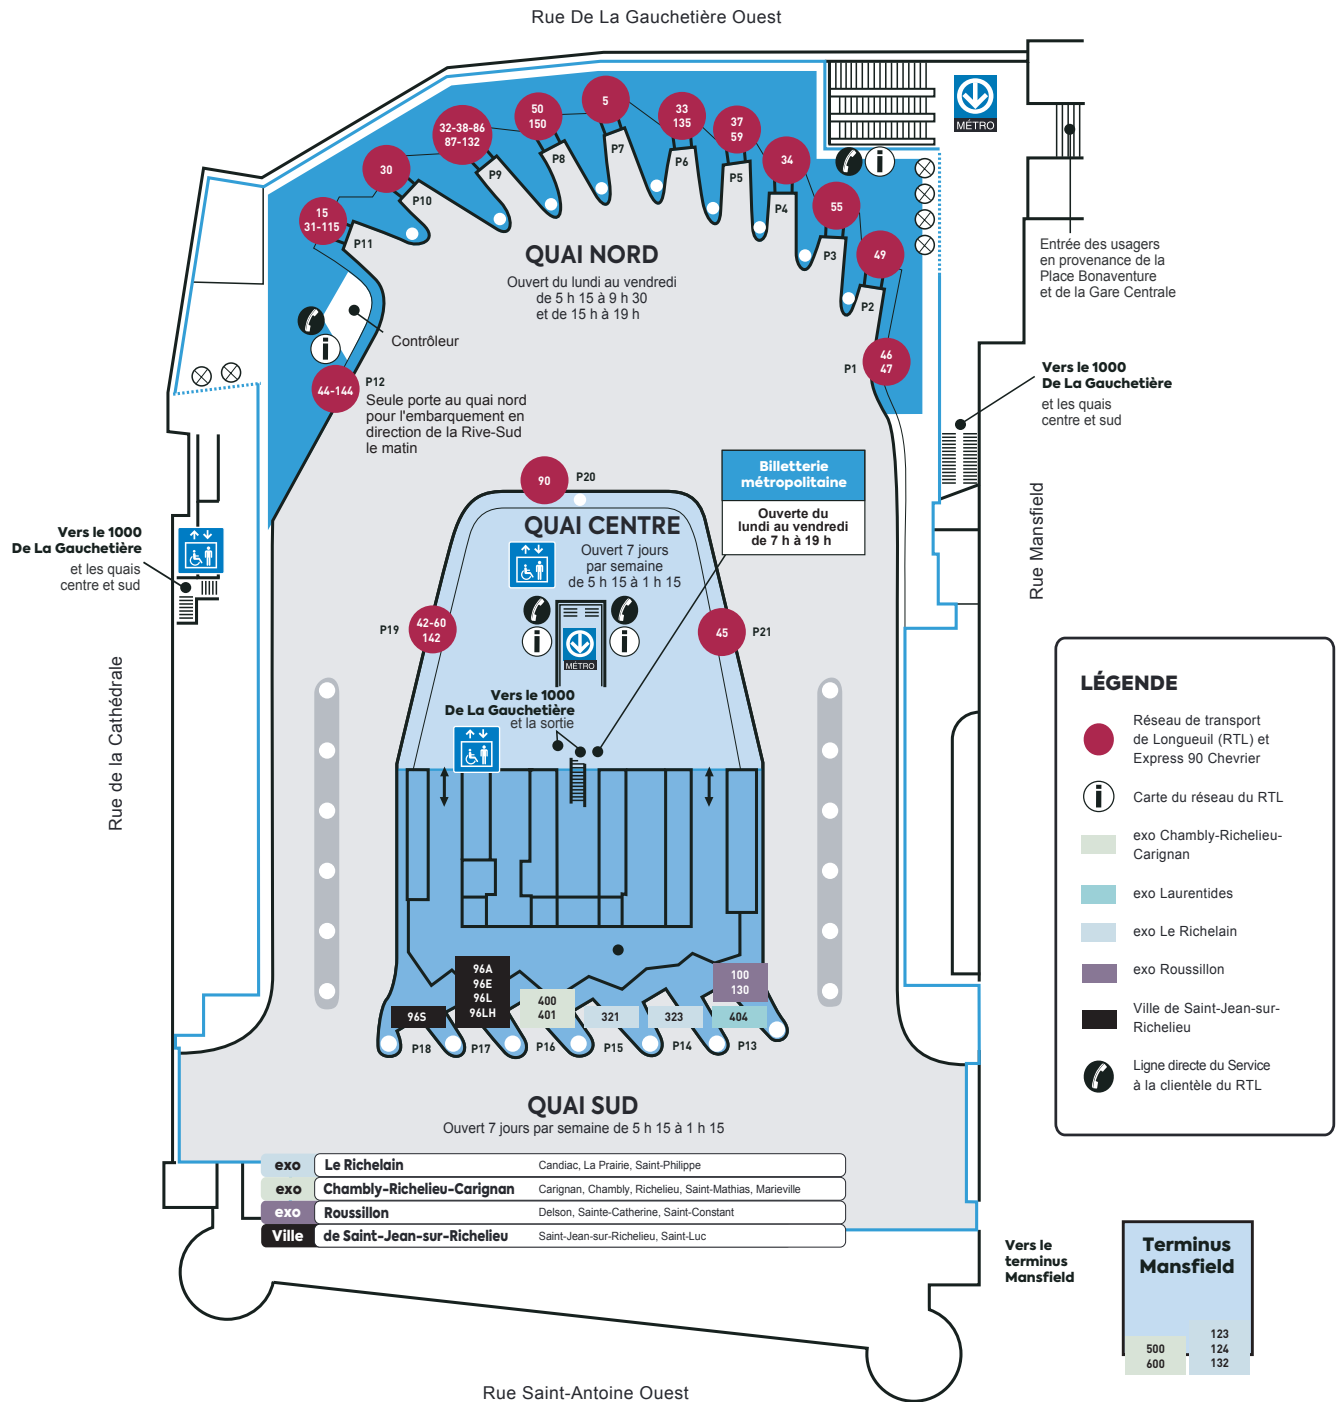 Rue De La Gauchetière Ouest
5
50
150
33
135
32-38-86
87-132
37
59
34
30
55
15
31-115
49
46
47
44-144
P7
P8
P6
P9
P5
P10
P4
P11
P3
P2
P1
P12
MÉTRO
Entrée des usagers
en provenance de la
Place Bonaventure
et de la Gare Centrale
QUAI NORD
Ouvert du lundi au vendredi
de 5 h 15 à 9 h 30
et de 15 h à 19 h
Contrôleur
Seule porte au quai nord
pour l'embarquement en
direction de la Rive-Sud
le matin
Vers le 1000
De La Gauchetière
et les quais
centre et sud
Billetterie
métropolitaine
Ouverte du
lundi au vendredi
de 7 h à 19 h
90
P20
QUAI CENTRE
Ouvert 7 jours
par semaine
de 5 h 15 à 1 h 15
Vers le 1000
De La Gauchetière
et les quais
centre et sud
Rue Mansfield
Rue de la Cathédrale
P19
42-60
142
45
P21
MÉTRO
Vers le 1000
De La Gauchetière
et la sortie
LÉGENDE
Réseau de transport
de Longueuil (RTL) et
Express 90 Chevrier
Carte du réseau du RTL
exo Chambly-Richelieu-
Carignan
exo Laurentides
exo Le Richelain
exo Roussillon
Ville de Saint-Jean-sur-
Richelieu
Ligne directe du Service
à la clientèle du RTL
96S
96A
96E
96L
96LH
400
401
321
323
100
130
404
P18
P17
P16
P15
P14
P13
QUAI SUD
Ouvert 7 jours par semaine de 5 h 15 à 1 h 15
exo Le Richelain Candiac, La Prairie, Saint-Philippe
exo Chambly-Richelieu-Carignan Carignan, Chambly, Richelieu, Saint-Mathias, Marieville
exo Roussillon Delson, Sainte-Catherine, Saint-Constant
Ville de Saint-Jean-sur-Richelieu Saint-Jean-sur-Richelieu, Saint-Luc
Vers le
terminus
Mansfield
Terminus
Mansfield
500
600
123
124
132
Rue Saint-Antoine Ouest